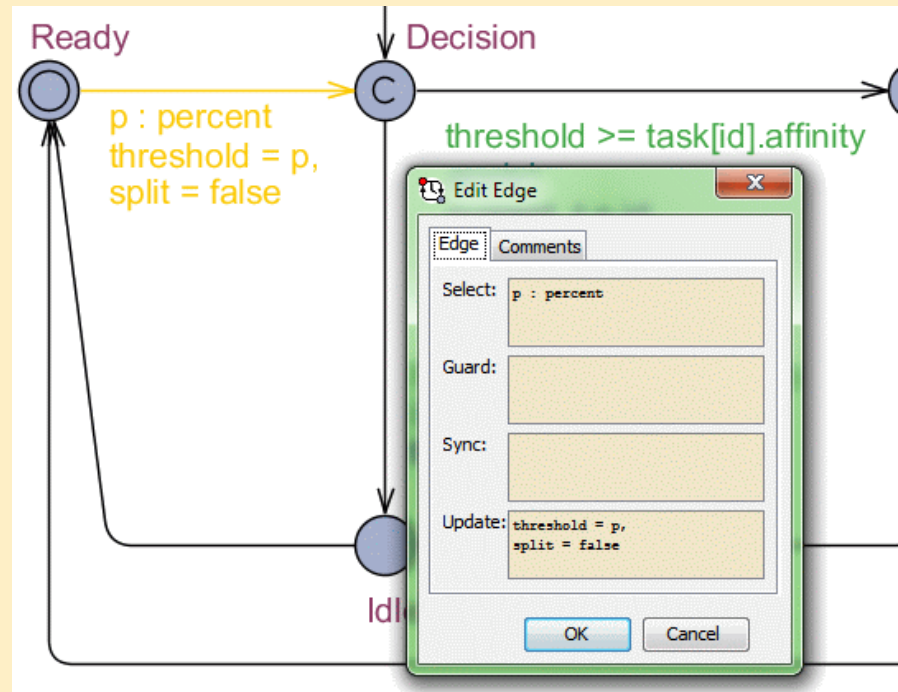 Ready
Decision
C
p : percent
threshold = p,
split = false
threshold >= task[id].affinity
Edit Edge
Edge
Comments
Select:
p : percent
Guard:
Sync:
Update:
threshold = p,
split = false
OK
Cancel